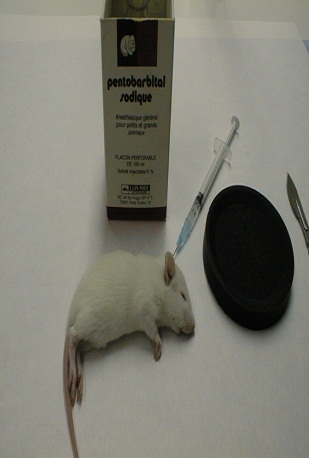 pentobarbital
sodique
Anesthésique général
pour petits et grands
animaux
FLACON PERFORABLE
DE 100 ml
Soluté injectable 6 %